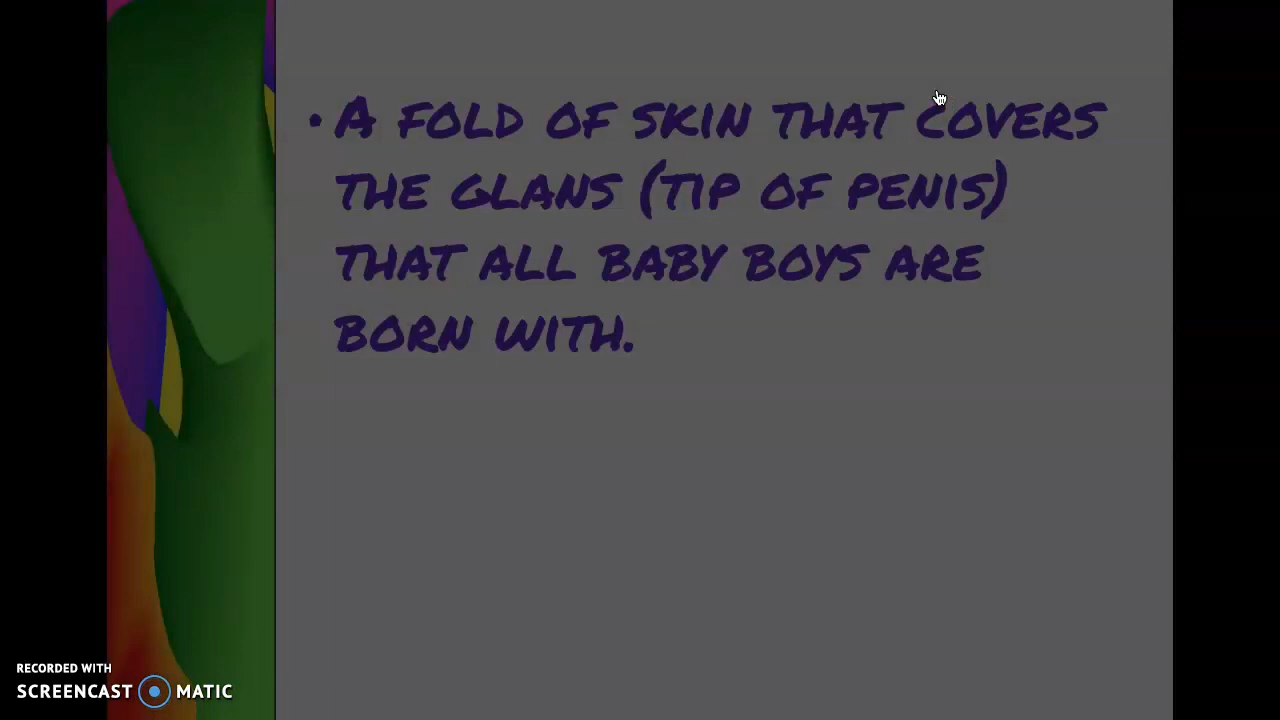 • A FOLD OF SKIN THAT COVERS
THE GLANS (TIP OF PENIS)
THAT ALL BABY BOYS ARE
BORN WITH.
RECORDED WITH
SCREENCAST MATIC